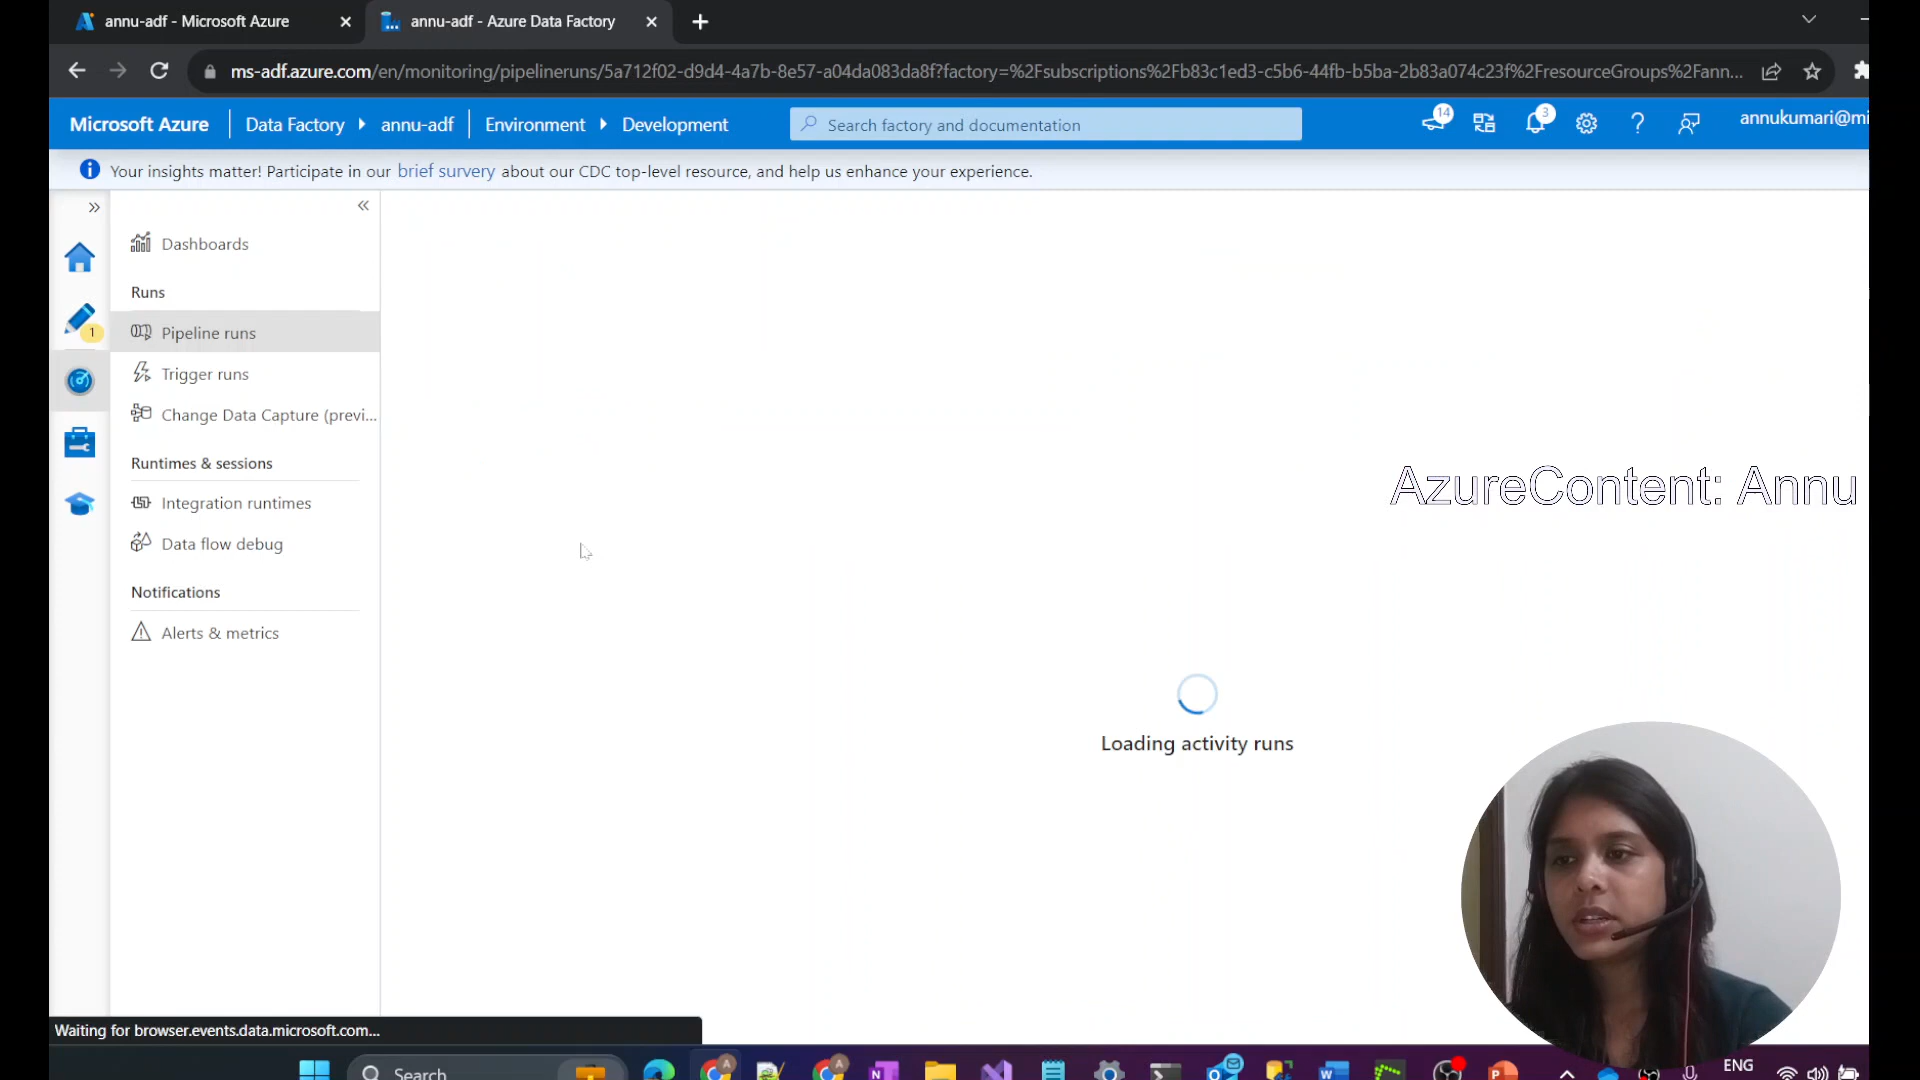 annu-adf - Microsoft Azure
annu-adf - Azure Data Factory
ms-adf.azure.com/en/monitoring/pipelineruns/5a712f02-d9d4-4a7b-8e57-a04da083da8f?factory=%2Fsubscriptions%2Fb83c1ed3-c5b6-44fb-b5ba-2b83a074c23f%2FresourceGroups%2Fann...
Microsoft Azure
Data Factory
annu-adf
Environment
Development
Search factory and documentation
14
3
annukumari@mi
Your insights matter! Participate in our brief survery about our CDC top-level resource, and help us enhance your experience.
Dashboards
Runs
1
Pipeline runs
Trigger runs
Change Data Capture (previ...
Runtimes & sessions
Integration runtimes
Data flow debug
Notifications
Alerts & metrics
AzureContent: Annu
Loading activity runs
Waiting for browser.events.data.microsoft.com...
Search
ENG